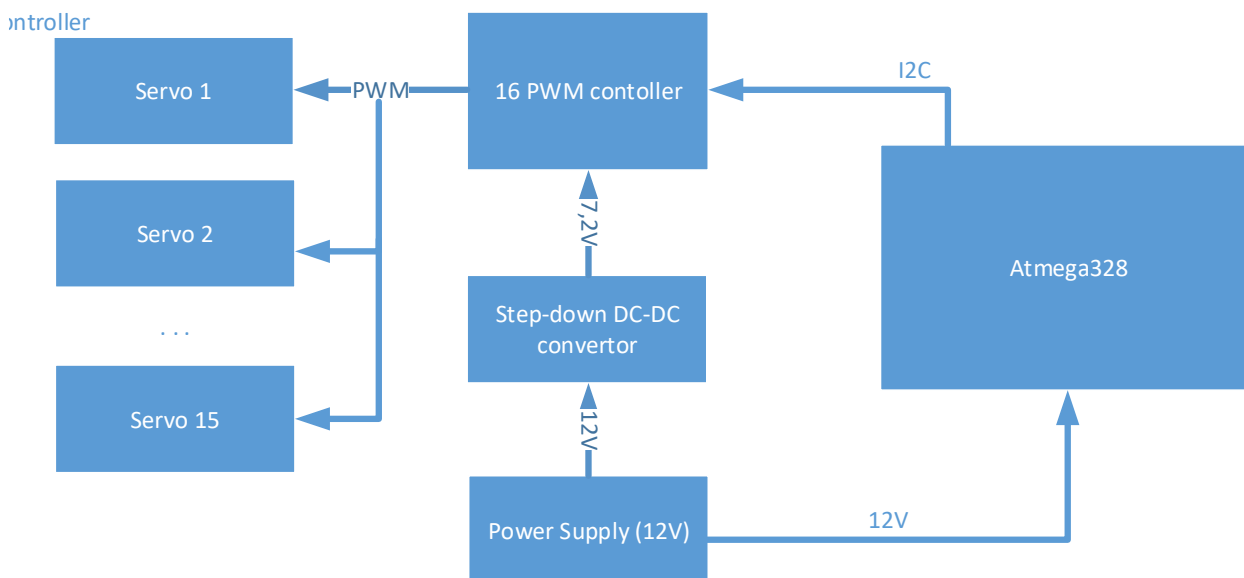 ontroller
Servo 1
PWM
16 PWM contoller
I2C
Servo 2
7,2V
Atmega328
Step-down DC-DC
convertor
. . .
Servo 15
12V
Power Supply (12V)
12V